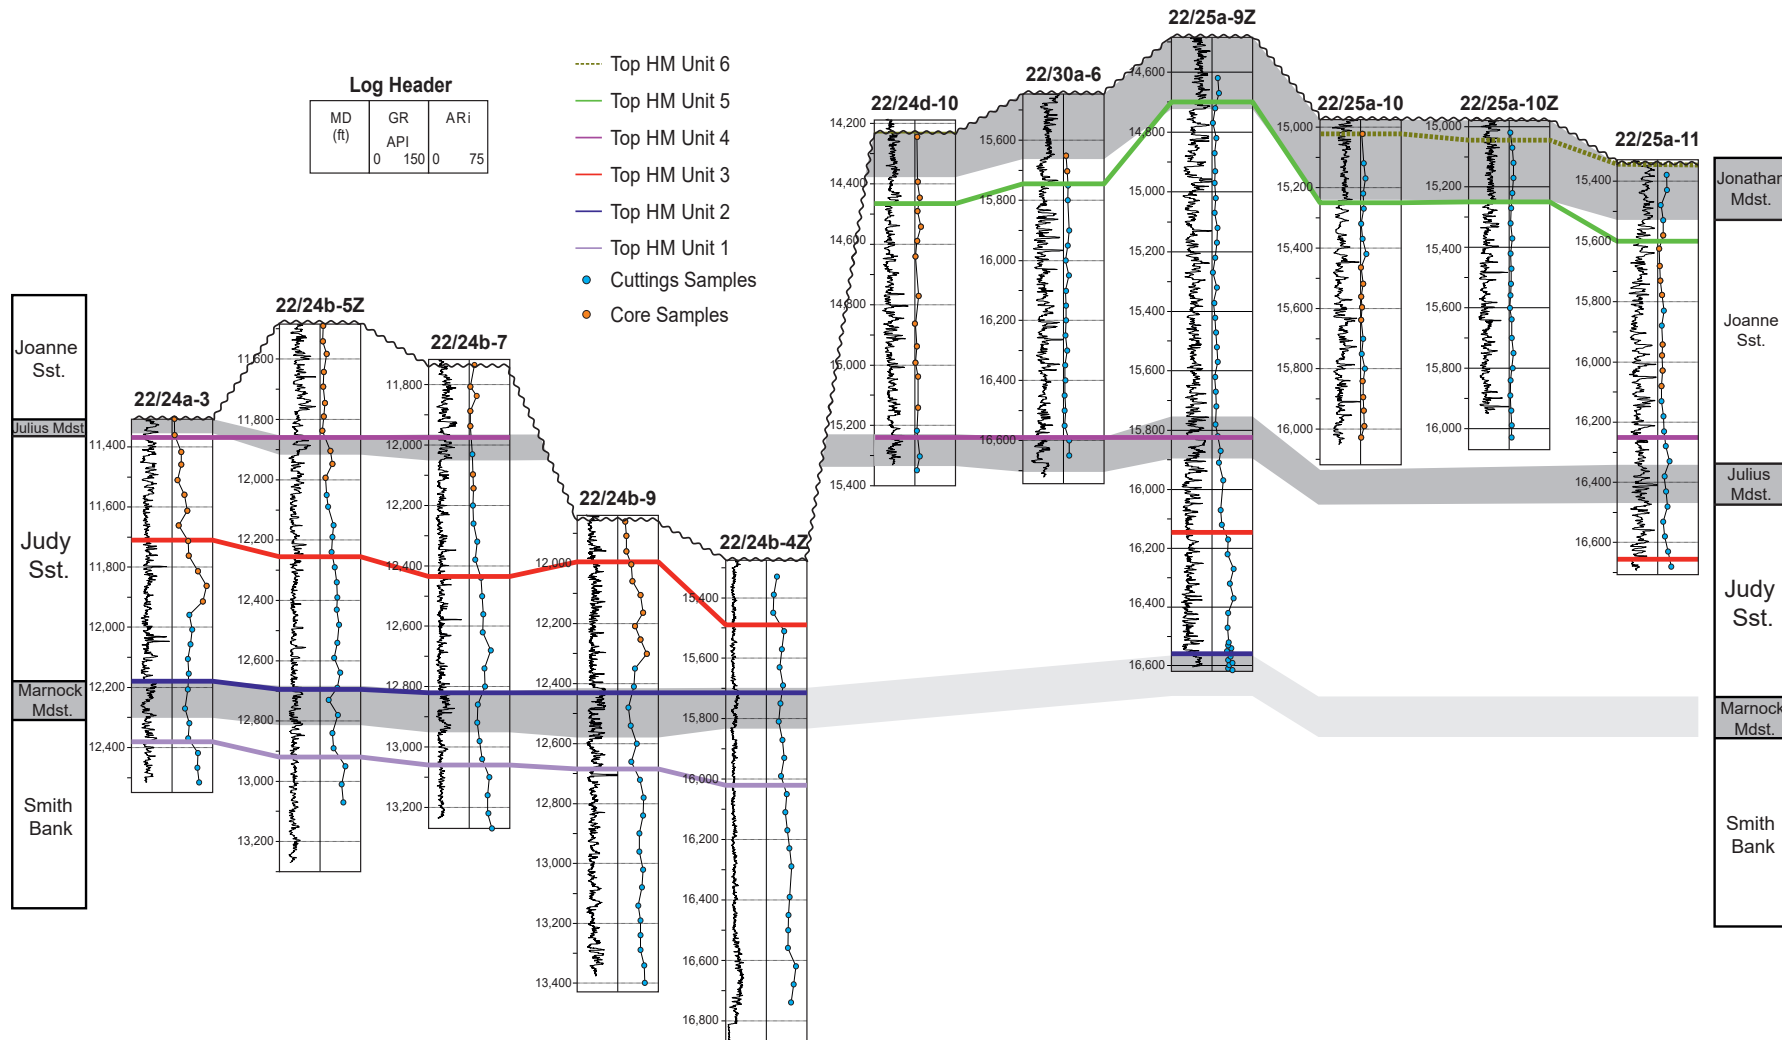 Log Header
MD
(ft)
GR
API
0 150
ARi
0 75
Top HM Unit 6
Top HM Unit 5
Top HM Unit 4
Top HM Unit 3
Top HM Unit 2
Top HM Unit 1
Cuttings Samples
Core Samples
Joanne
Sst.
Julius Mdst
Judy
Sst.
Marnock
Mdst.
Smith
Bank
22/24a-3
11,400
11,600
11,800
12,000
12,200
12,400
22/24b-5Z
11,600
11,800
12,000
12,200
12,400
12,600
12,800
13,000
13,200
22/24b-7
11,800
12,000
12,200
12,400
12,600
12,800
13,000
13,200
22/24b-9
12,000
12,200
12,400
12,600
12,800
13,000
13,200
13,400
22/24b-4Z
15,400
15,600
15,800
16,000
16,200
16,400
16,600
16,800
22/24d-10
14,200
14,400
14,600
14,800
15,000
15,200
15,400
22/30a-6
15,600
15,800
16,000
16,200
16,400
16,600
22/25a-9Z
14,600
14,800
15,000
15,200
15,400
15,600
15,800
16,000
16,200
16,400
16,600
22/25a-10
15,000
15,200
15,400
15,600
15,800
16,000
22/25a-10Z
15,000
15,200
15,400
15,600
15,800
16,000
22/25a-11
15,400
15,600
15,800
16,000
16,200
16,400
16,600
Jonathan
Mdst.
Joanne
Sst.
Julius
Mdst.
Judy
Sst.
Marnock
Mdst.
Smith
Bank